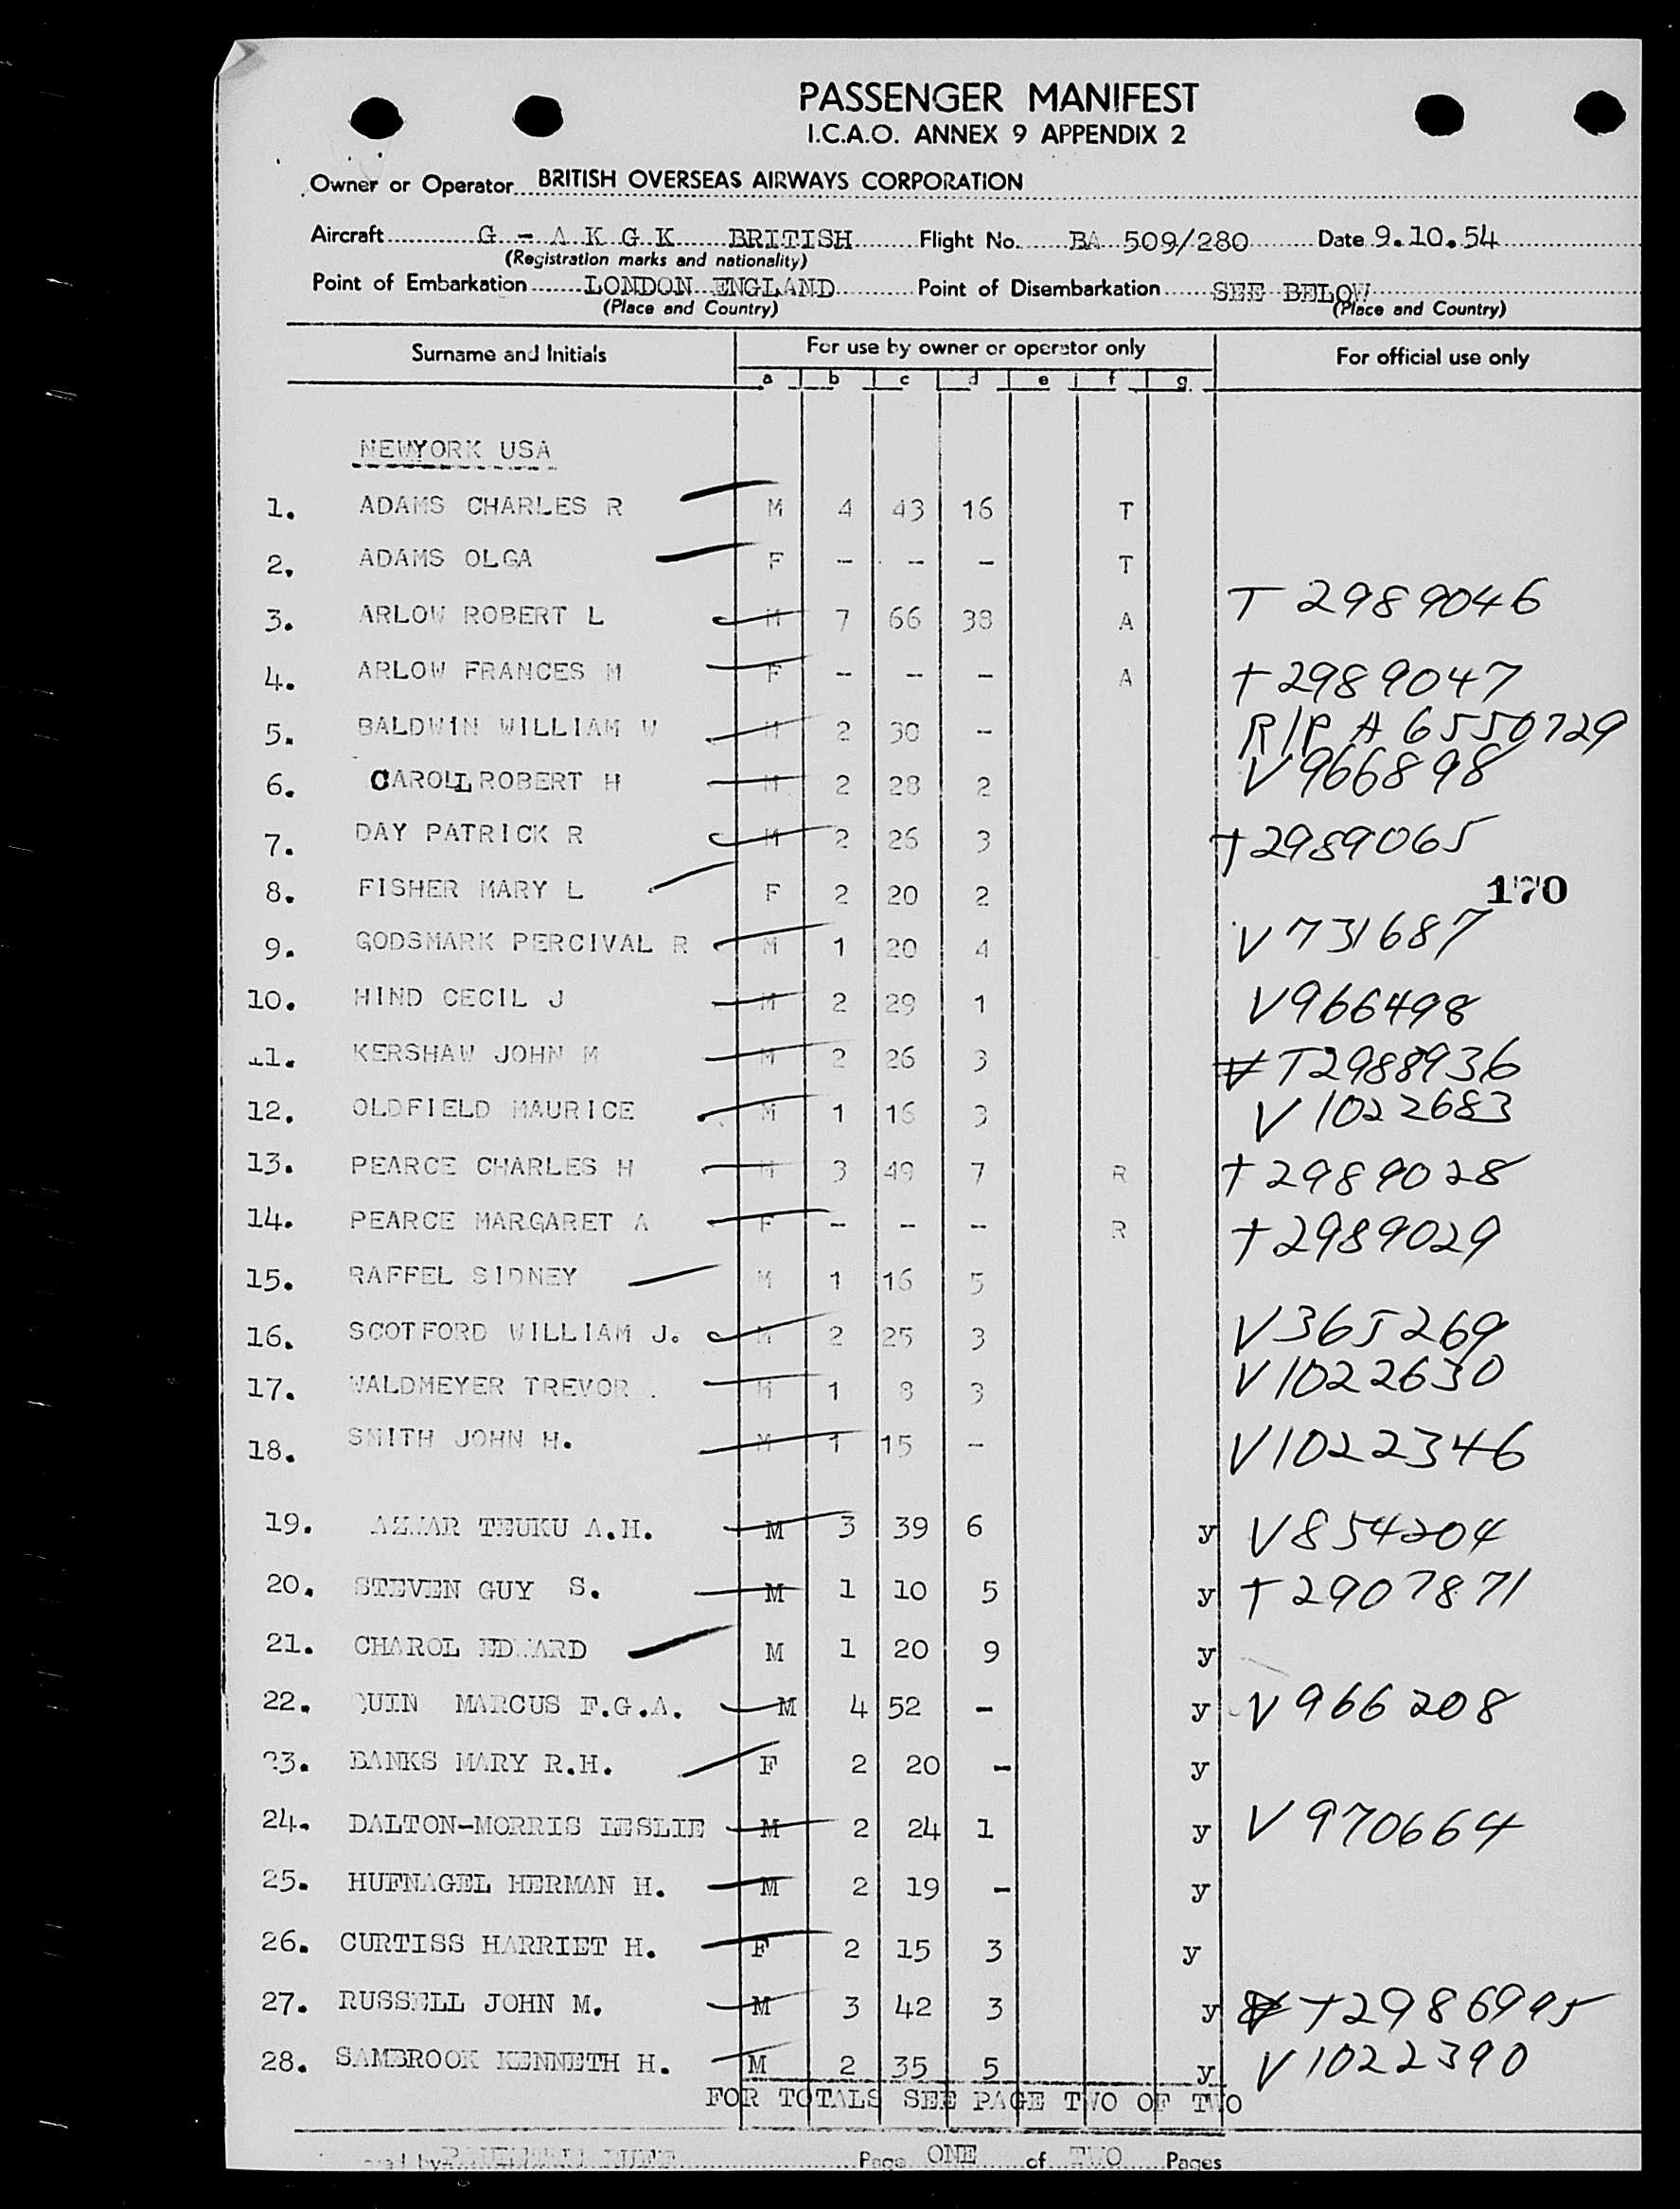 PASSENGER MANIFEST
I.C.A.O. ANNEX 9 APPENDIX 2
Owner or Operator BRITISH OVERSEAS AIRWAYS CORPORATION
Aircraft G - A K G K BRITISH Flight No. BA 509/280 Date 9.10.54
(Registration marks and nationality)
Point of Embarkation LONDON ENGLAND Point of Disembarkation SEE BELOW
(Place and Country) (Place and Country)
Surname and Initials For use by owner or operator only For official use only
a b c d e f g.
NEWYORK USA
1. ADAMS CHARLES R M 4 43 16 T
2. ADAMS OLGA F - - - T
3. ARLOW ROBERT L M 7 66 38 A T 2989046
4. ARLOW FRANCES M F - - - A T 2989047
5. BALDWIN WILLIAM W M 2 30 - R/P A 6550729
6. CAROLL ROBERT H M 2 28 2 V966898
7. DAY PATRICK R M 2 26 3 T2989065
8. FISHER MARY L F 2 20 2 170
9. GODSMARK PERCIVAL R M 1 20 4 V731687
10. HIND CECIL J M 2 29 1 V966498
11. KERSHAW JOHN M M 2 26 3 V T2988936
12. OLDFIELD MAURICE M 1 16 3 V 1022683
13. PEARCE CHARLES H M 3 49 7 R T 2989028
14. PEARCE MARGARET A F - - - R T 2989029
15. RAFFEL SIDNEY M 1 16 5
16. SCOTFORD WILLIAM J. M 2 25 3 V365269
17. WALDMEYER TREVOR . M 1 8 3 V1022630
18. SMITH JOHN H. M 1 15 - V1022346
19. AZWAR TEUKU A.H. M 3 39 6 y V854204
20. STEVEN GUY S. M 1 10 5 y T 2907871
21. CHAROL EDWARD M 1 20 9 y
22. QUIN MARCUS F.G.A. M 4 52 - y V966208
23. BANKS MARY R.H. F 2 20 - y
24. DALTON-MORRIS LESLIE M 2 24 1 y V970664
25. HUFNAGEL HERMAN H. M 2 19 - y
26. CURTISS HARRIET H. F 2 15 3 y
27. RUSSELL JOHN M. M 3 42 3 y T2986995
28. SAMBROOK KENNETH H. M 2 35 5 y V1022390
FOR TOTALS SEE PAGE TWO OF TWO
by Page ONE of TWO Pages